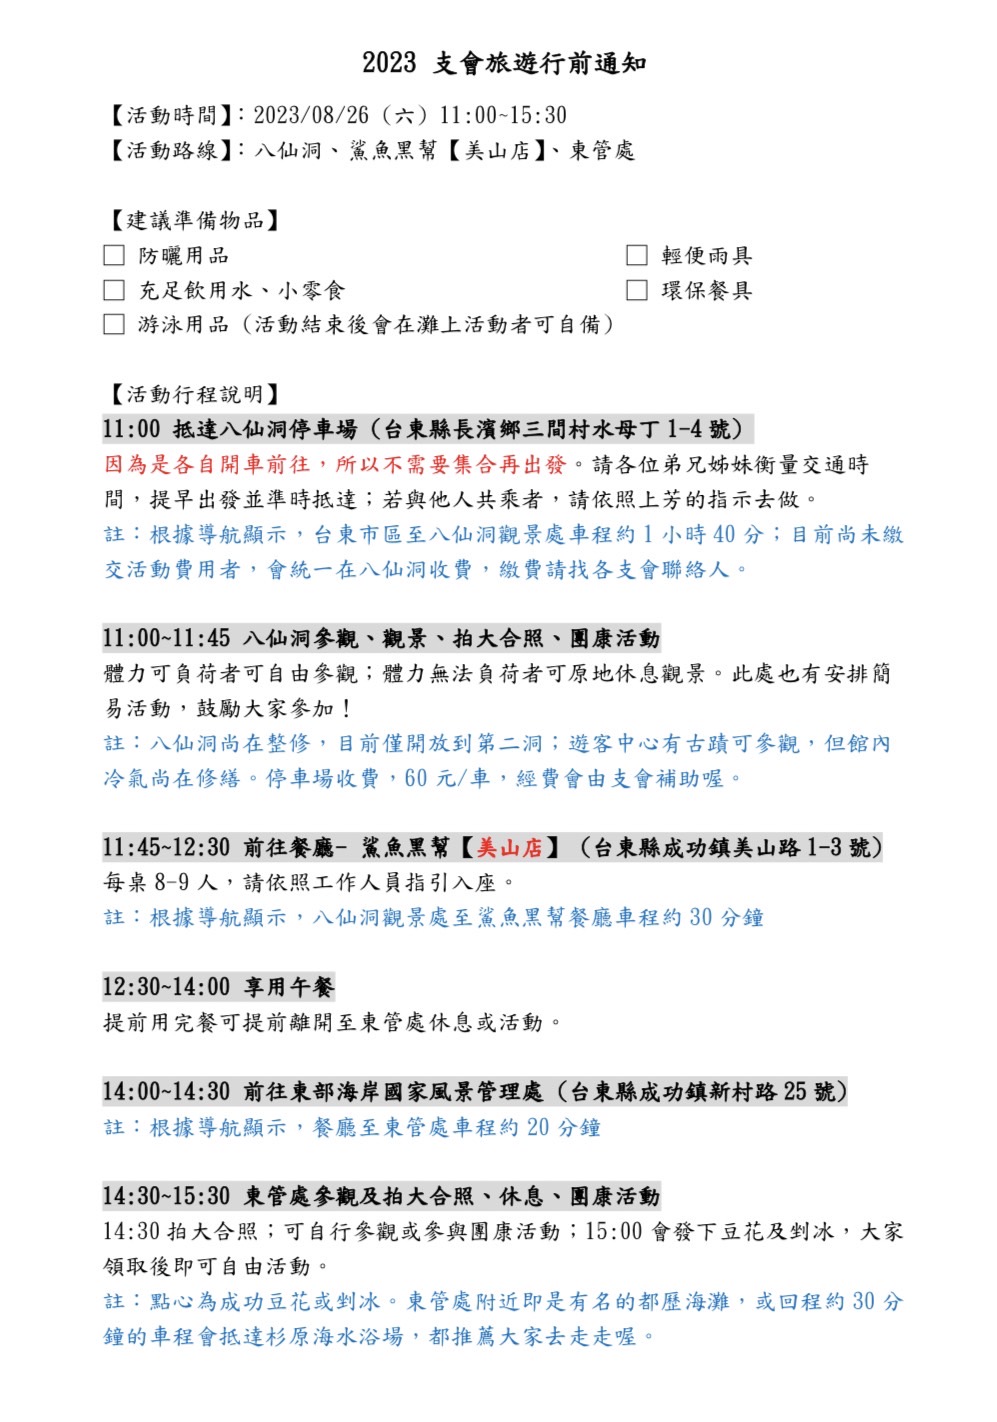 2023 支會旅遊行前通知
【活動時間】：2023/08/26（六）11:00~15:30
【活動路線】：八仙洞、鯊魚黑幫【美山店】、東管處
【建議準備物品】
□ 防曬用品 □ 輕便雨具
□ 充足飲用水、小零食 □ 環保餐具
□ 游泳用品（活動結束後會在灘上活動者可自備）
【活動行程說明】
11:00 抵達八仙洞停車場（台東縣長濱鄉三間村水母丁 1-4 號）
因為是各自開車前往，所以不需要集合再出發。請各位弟兄姊妹衡量交通時
間，提早出發並準時抵達；若與他人共乘者，請依照上芳的指示去做。
註：根據導航顯示，台東市區至八仙洞觀景處車程約 1 小時 40 分；目前尚未繳
交活動費用者，會統一在八仙洞收費，繳費請找各支會聯絡人。
11:00~11:45 八仙洞參觀、觀景、拍大合照、團康活動
體力可負荷者可自由參觀；體力無法負荷者可原地休息觀景。此處也有安排簡
易活動，鼓勵大家參加！
註：八仙洞尚在整修，目前僅開放到第二洞；遊客中心有古蹟可參觀，但館內
冷氣尚在修繕。停車場收費，60 元/車，經費會由支會補助喔。
11:45~12:30 前往餐廳- 鯊魚黑幫【美山店】（台東縣成功鎮美山路 1-3 號）
每桌 8-9 人，請依照工作人員指引入座。
註：根據導航顯示，八仙洞觀景處至鯊魚黑幫餐廳車程約 30 分鐘
12:30~14:00 享用午餐
提前用完餐可提前離開至東管處休息或活動。
14:00~14:30 前往東部海岸國家風景管理處（台東縣成功鎮新村路 25 號）
註：根據導航顯示，餐廳至東管處車程約 20 分鐘
14:30~15:30 東管處參觀及拍大合照、休息、團康活動
14:30 拍大合照；可自行參觀或參與團康活動；15:00 會發下豆花及剉冰，大家
領取後即可自由活動。
註：點心為成功豆花或剉冰。東管處附近即是有名的都歷海灘，或回程約 30 分
鐘的車程會抵達杉原海水浴場，都推薦大家去走走喔。